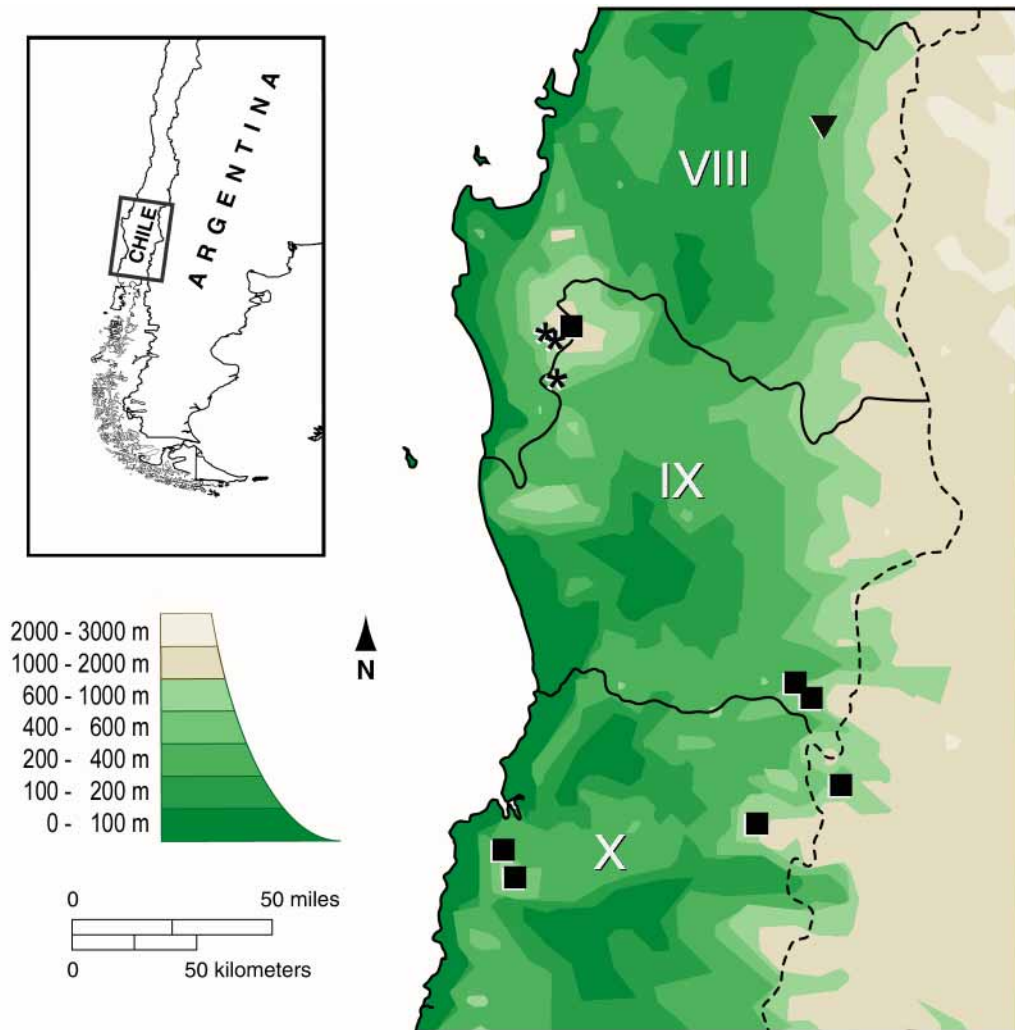 ARGENTINA
CHILE
VIII
IX
X
2000 - 3000 m
1000 - 2000 m
600 - 1000 m
400 - 600 m
200 - 400 m
100 - 200 m
0 - 100 m
N
0 50 miles
0 50 kilometers